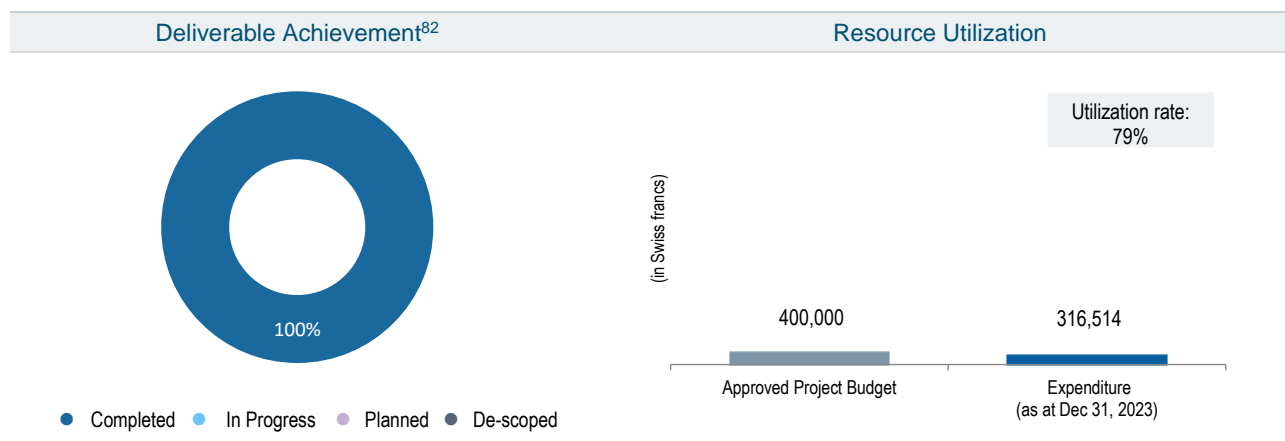 Deliverable Achievement82
Resource Utilization
100%
Completed
In Progress
Planned
De-scoped
Utilization rate:
79%
(in Swiss francs)
400,000
316,514
Approved Project Budget
Expenditure
(as at Dec 31, 2023)